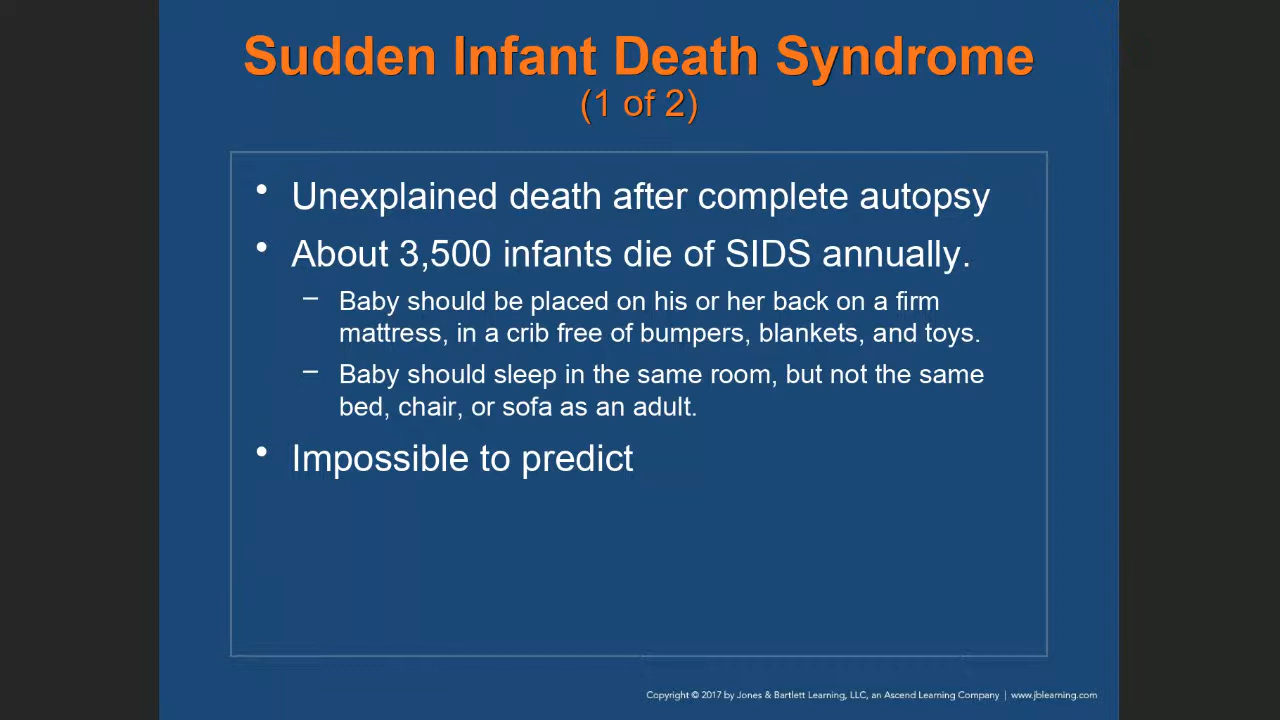 Sudden Infant Death Syndrome
(1 of 2)
• Unexplained death after complete autopsy
• About 3,500 infants die of SIDS annually.
– Baby should be placed on his or her back on a firm
mattress, in a crib free of bumpers, blankets, and toys.
– Baby should sleep in the same room, but not the same
bed, chair, or sofa as an adult.
• Impossible to predict
Copyright © 2017 by Jones & Bartlett Learning, LLC, an Ascend Learning Company | www.jblearning.com